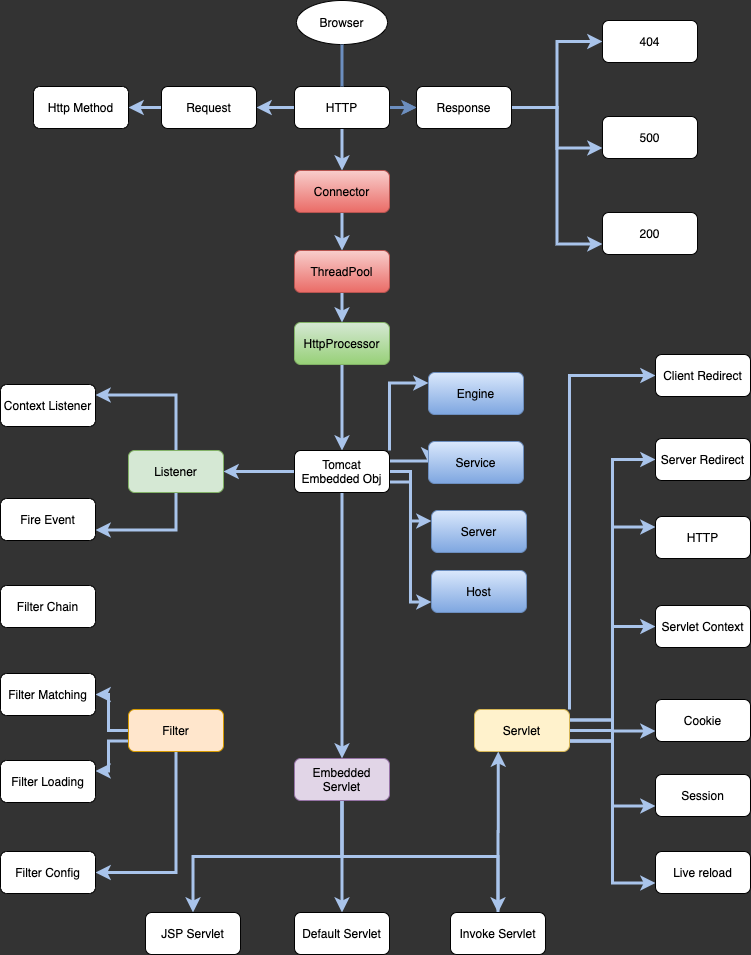 Browser
404
Http Method
Request
HTTP
Response
500
Connector
200
ThreadPool
HttpProcessor
Client Redirect
Engine
Context Listener
Server Redirect
Listener
Tomcat
Embedded Obj
Service
Fire Event
Server
HTTP
Host
Filter Chain
Servlet Context
Filter Matching
Filter
Servlet
Cookie
Filter Loading
Embedded
Servlet
Session
Filter Config
Live reload
JSP Servlet
Default Servlet
Invoke Servlet